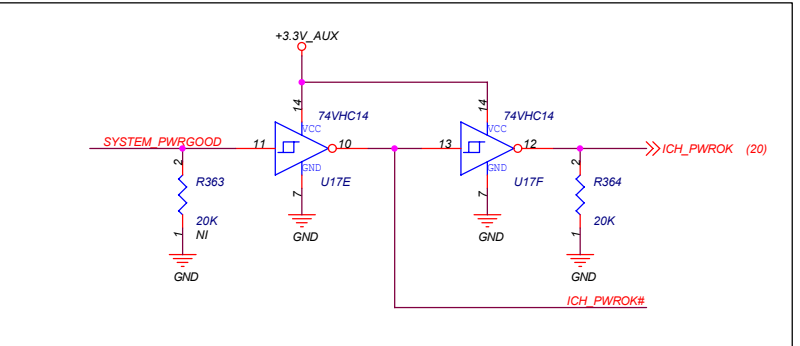 +3.3V_AUX
14
74VHC14
14
74VHC14
SYSTEM_PWRGOOD
11
VCC
10
13
VCC
12
ICH_PWROK (20)
2
GND
GND
2
R363
U17E
U17F
R364
7
7
20K
20K
1
NI
GND
GND
1
GND
GND
ICH_PWROK#